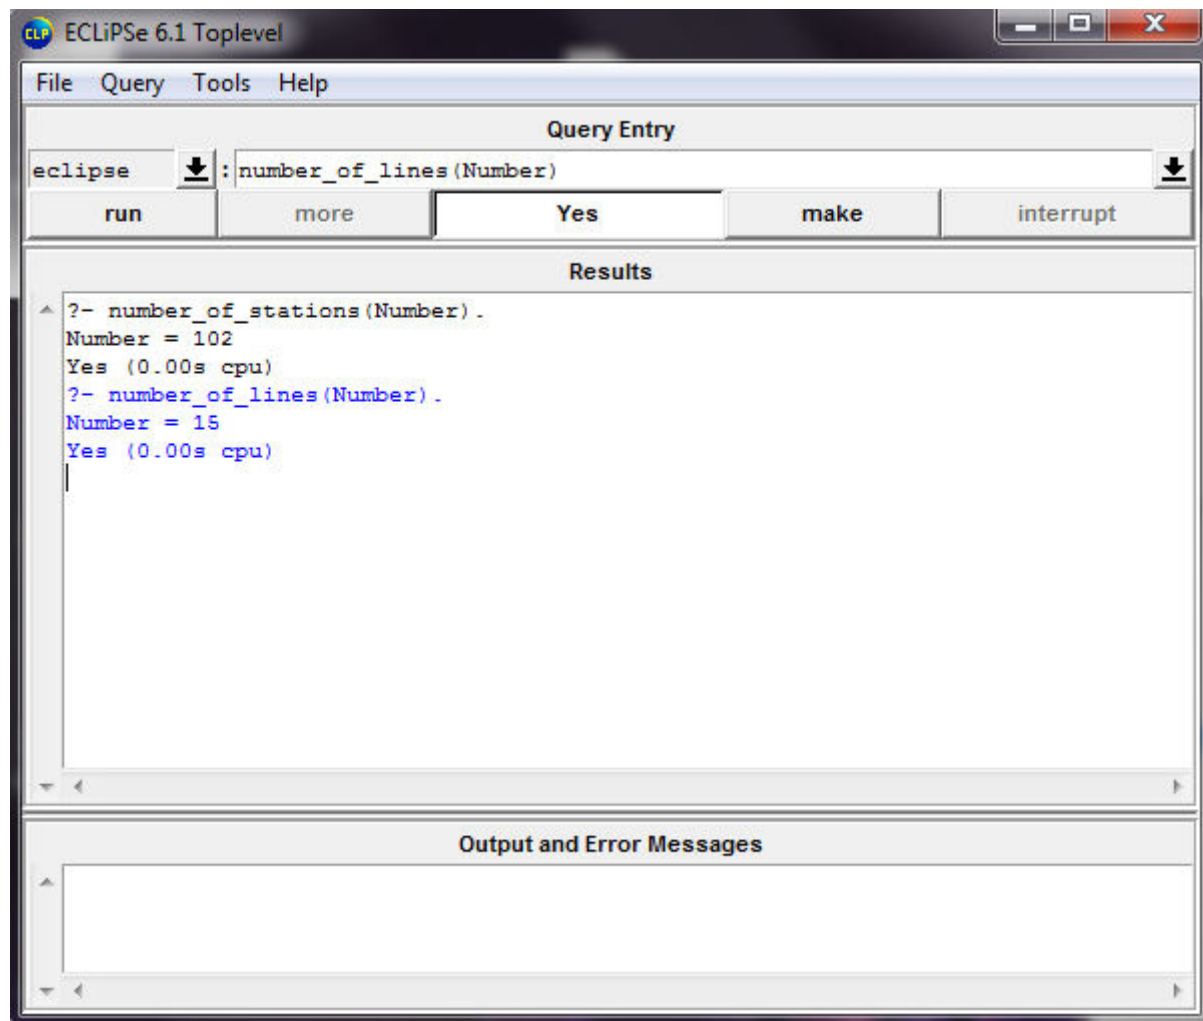 CLP ECLiPSe 6.1 Toplevel
File Query Tools Help
Query Entry
eclipse : number_of_lines(Number)
run more Yes make interrupt
Results
?- number_of_stations(Number).
Number = 102
Yes (0.00s cpu)
?- number_of_lines(Number).
Number = 15
Yes (0.00s cpu)
Output and Error Messages